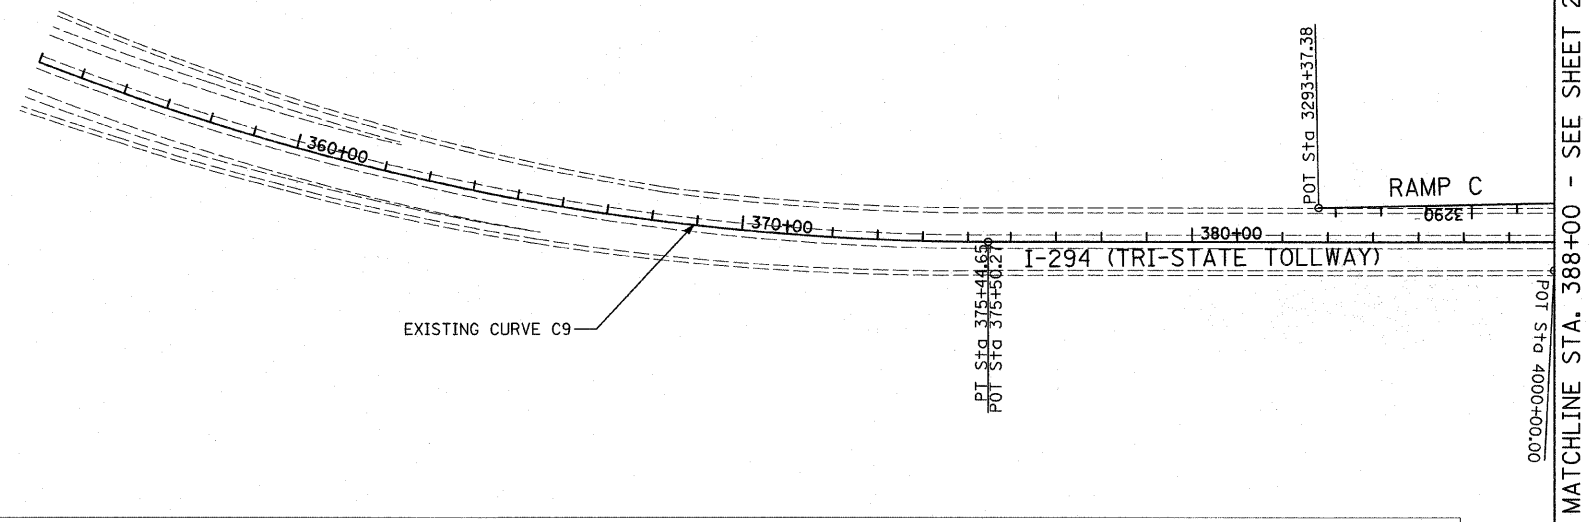 360+00
370+00
380+00
EXISTING CURVE C9
PT Sta 375+44.65
POT Sta 375+50.27
I-294 (TRI-STATE TOLLWAY)
POT Sta 3293+37.38
RAMP C
3290
POT Sta 4000+00.00
MATCHLINE STA. 388+00 - SEE SHEET 2